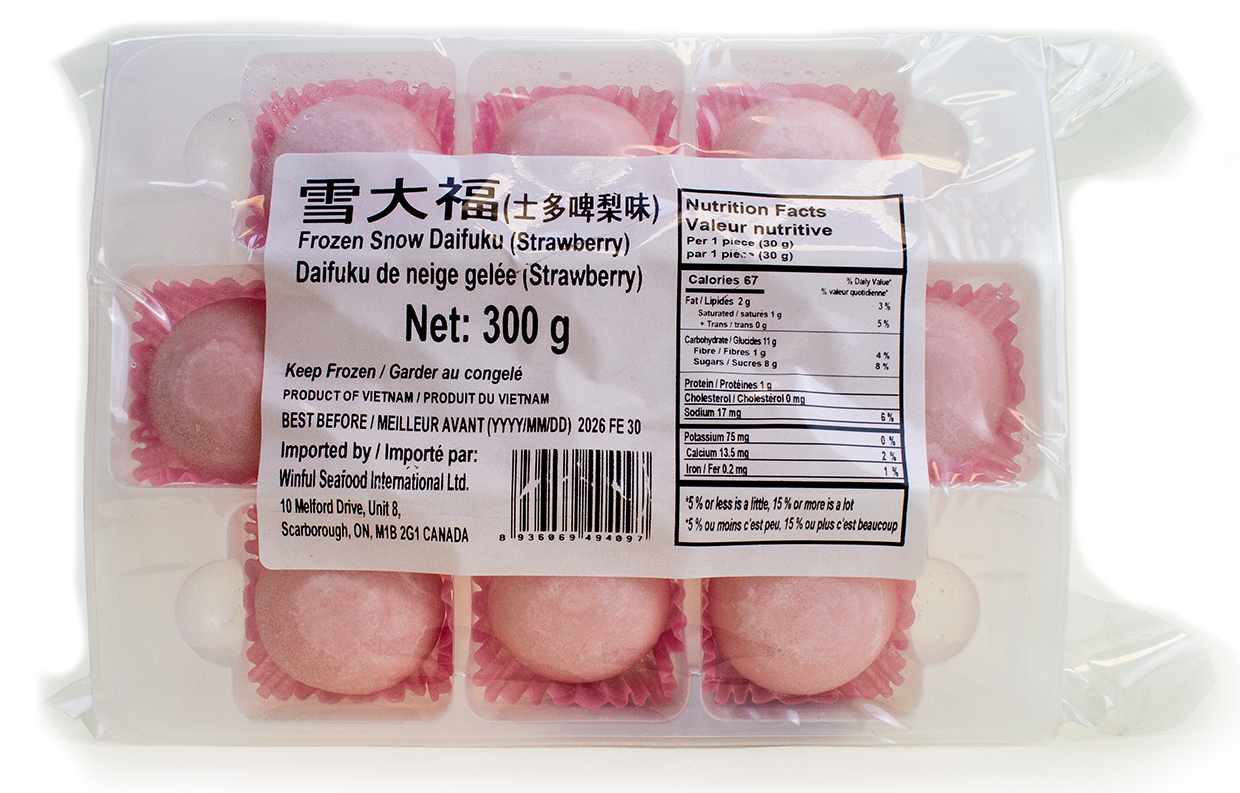 雪大福(士多啤梨味)
Frozen Snow Daifuku (Strawberry)
Daifuku de neige gelée (Strawberry)
Net: 300 g
Keep Frozen / Garder au congelé
PRODUCT OF VIETNAM / PRODUIT DU VIETNAM
BEST BEFORE / MEILLEUR AVANT (YYYY/MM/DD) 2026 FE 30
Imported by / Importé par:
Winful Seafood International Ltd.
10 Melford Drive, Unit 8,
Scarborough, ON, M1B 2G1 CANADA
8 936069 494097
Nutrition Facts
Valeur nutritive
Per 1 piece (30 g)
par 1 pièce (30 g)
Calories 67
% Daily Value*
% valeur quotidienne*
Fat / Lipides 2 g 3 %
Saturated / saturés 1 g
+ Trans / trans 0 g 5 %
Carbohydrate / Glucides 11 g
Fibre / Fibres 1 g 4 %
Sugars / Sucres 8 g 8 %
Protein / Protéines 1 g
Cholesterol / Cholestérol 0 mg
Sodium 17 mg 6 %
Potassium 75 mg 0 %
Calcium 13.5 mg 2 %
Iron / Fer 0.2 mg 1 %
*5 % or less is a little, 15 % or more is a lot
*5 % ou moins c'est peu, 15 % ou plus c'est beaucoup